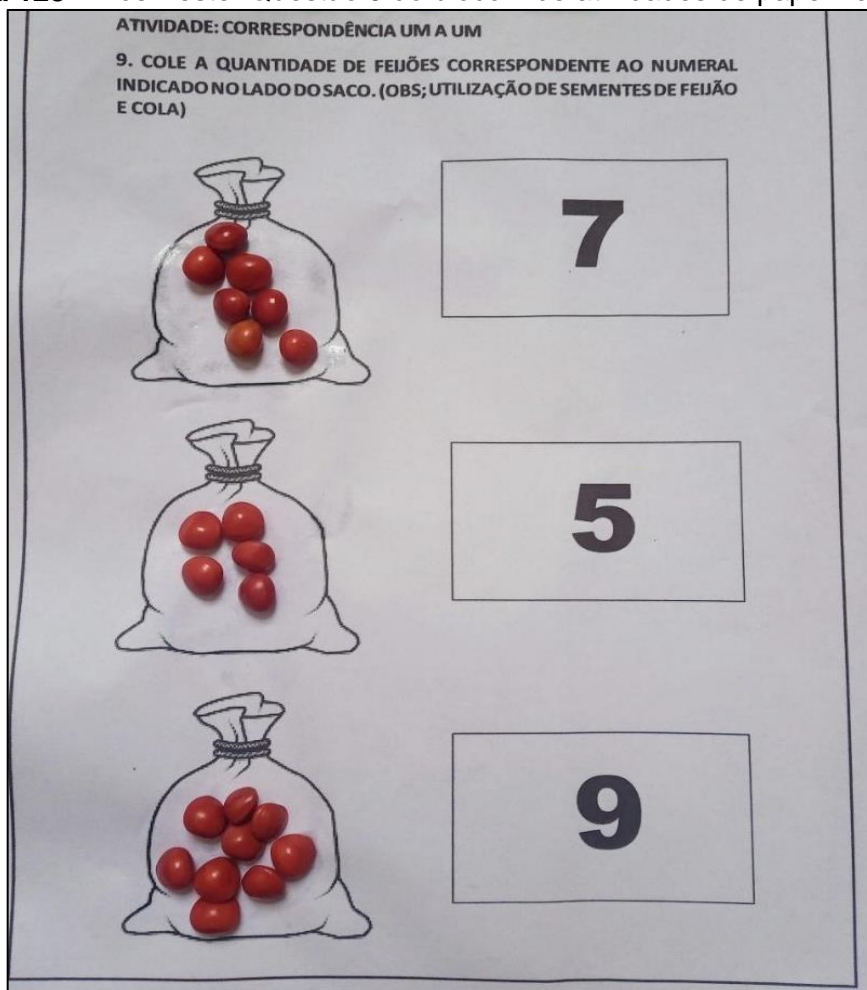 ATIVIDADE: CORRESPONDÊNCIA UM A UM
9. COLE A QUANTIDADE DE FEIJÕES CORRESPONDENTE AO NUMERAL
INDICADO NO LADO DO SACO. (OBS; UTILIZAÇÃO DE SEMENTES DE FEIJÃO
E COLA)
7
5
9